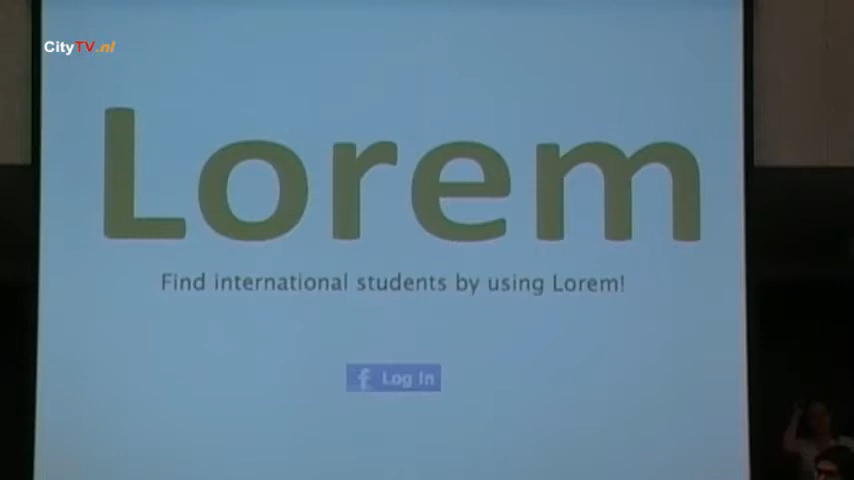 CityTV.nl
Lorem
Find international students by using Lorem!
f Log In